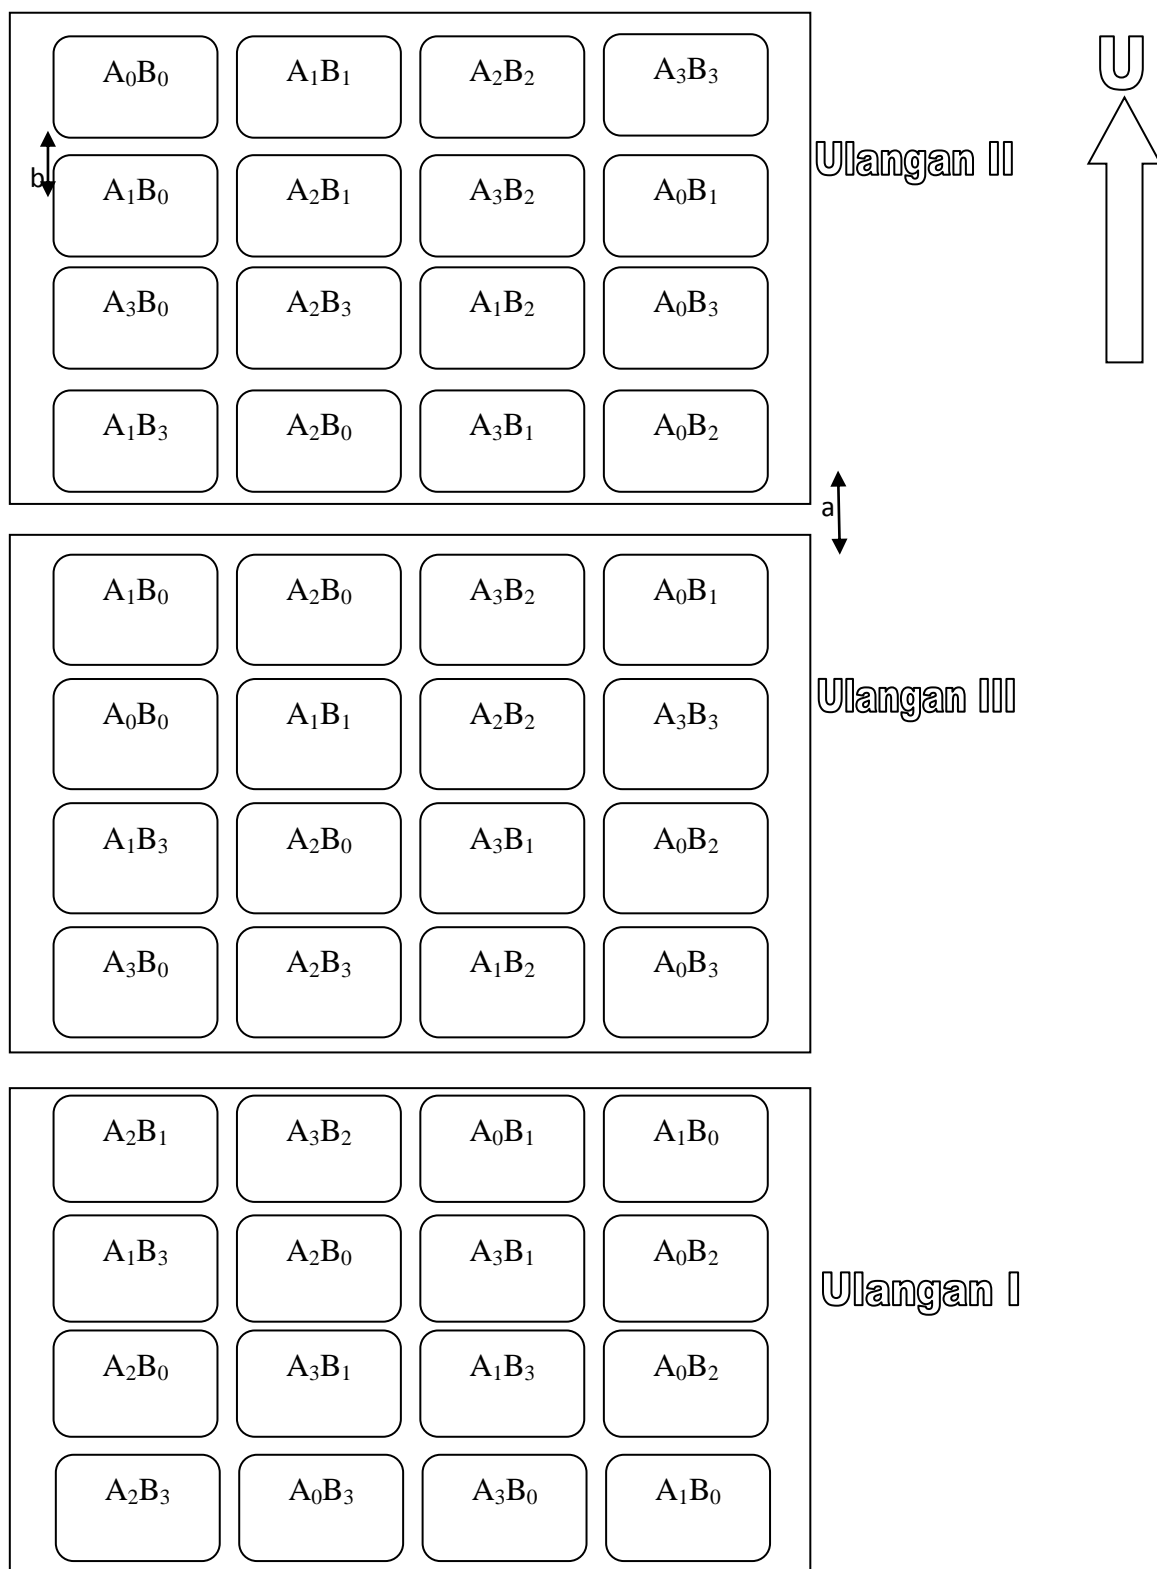 A₀B₀ A₁B₁ A₂B₂ A₃B₃
U
Ulangan II
b
A₁B₀ A₂B₁ A₃B₂ A₀B₁
A₃B₀ A₂B₃ A₁B₂ A₀B₃
A₁B₃ A₂B₀ A₃B₁ A₀B₂
a
A₁B₀ A₂B₀ A₃B₂ A₀B₁
Ulangan III
A₀B₀ A₁B₁ A₂B₂ A₃B₃
A₁B₃ A₂B₀ A₃B₁ A₀B₂
A₃B₀ A₂B₃ A₁B₂ A₀B₃
A₂B₁ A₃B₂ A₀B₁ A₁B₀
A₁B₃ A₂B₀ A₃B₁ A₀B₂
Ulangan I
A₂B₀ A₃B₁ A₁B₃ A₀B₂
A₂B₃ A₀B₃ A₃B₀ A₁B₀